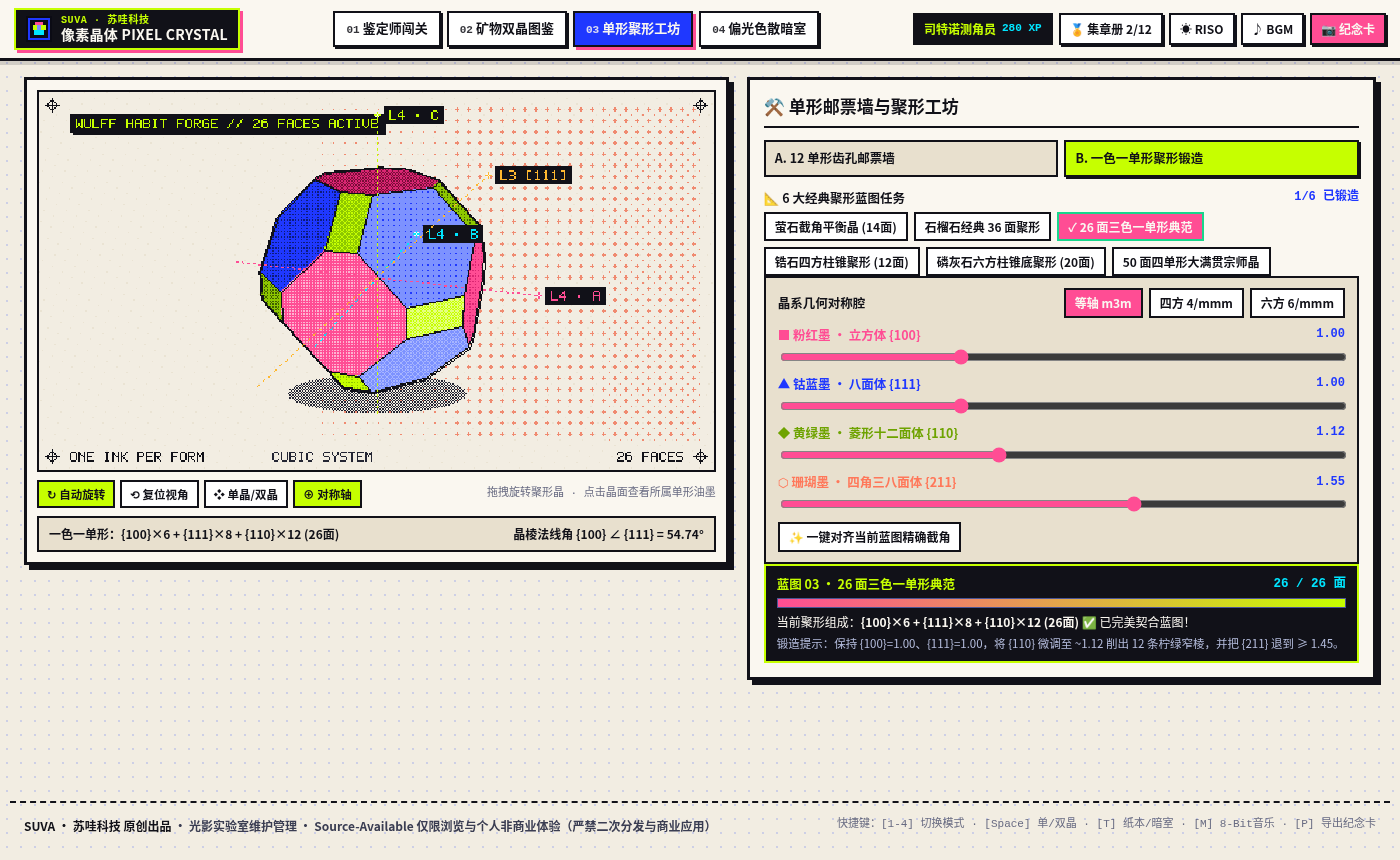 SUVA · 苏哇科技
像素晶体 PIXEL CRYSTAL
01 鉴定师闯关
02 矿物双晶图鉴
03 单形聚形工坊
04 偏光色散暗室
司特诺测角员 280 XP
🏅 集章册 2/12
☀ RISO
♪ BGM
📷 纪念卡
WULFF HABIT FORGE // 26 FACES ACTIVE
L4 · C
L3 [111]
L4 · B
L4 · A
ONE INK PER FORM
CUBIC SYSTEM
26 FACES
↻ 自动旋转
⟲ 复位视角
单晶/双晶
⊕ 对称轴
拖拽旋转聚形晶 · 点击晶面查看所属单形油墨
一色一单形：{100}×6 + {111}×8 + {110}×12 (26面)
晶棱法线角 {100} ∠ {111} = 54.74°
⚒️ 单形邮票墙与聚形工坊
A. 12 单形齿孔邮票墙
B. 一色一单形聚形锻造
📐 6 大经典聚形蓝图任务
1/6 已锻造
萤石截角平衡晶 (14面)
石榴石经典 36 面聚形
✓ 26 面三色一单形典范
锆石四方柱锥聚形 (12面)
磷灰石六方柱锥底聚形 (20面)
50 面四单形大满贯宗师晶
晶系几何对称腔
等轴 m3m
四方 4/mmm
六方 6/mmm
■ 粉红墨 · 立方体 {100}
1.00
▲ 钴蓝墨 · 八面体 {111}
1.00
◆ 黄绿墨 · 菱形十二面体 {110}
1.12
⬡ 珊瑚墨 · 四角三八面体 {211}
1.55
✨ 一键对齐当前蓝图精确截角
蓝图 03 · 26 面三色一单形典范
26 / 26 面
当前聚形组成：{100}×6 + {111}×8 + {110}×12 (26面) ✅ 已完美契合蓝图！
锻造提示：保持 {100}=1.00、{111}=1.00，将 {110} 微调至 ~1.12 削出 12 条柠绿窄棱，并把 {211} 退到 ≥ 1.45。
SUVA · 苏哇科技 原创出品 · 光影实验室维护管理 · Source-Available 仅限浏览与个人非商业体验（严禁二次分发与商业应用）
快捷键：[1-4] 切换模式 · [Space] 单/双晶 · [T] 纸本/暗室 · [M] 8-Bit音乐 · [P] 导出纪念卡